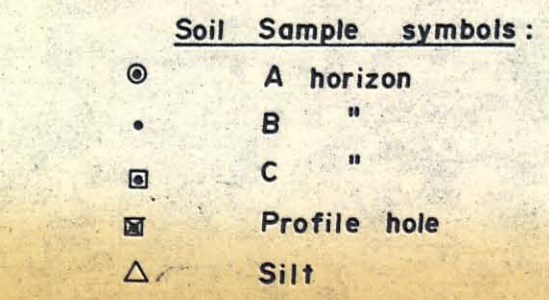 Soil Sample symbols :
A horizon
B "
C "
Profile hole
Silt